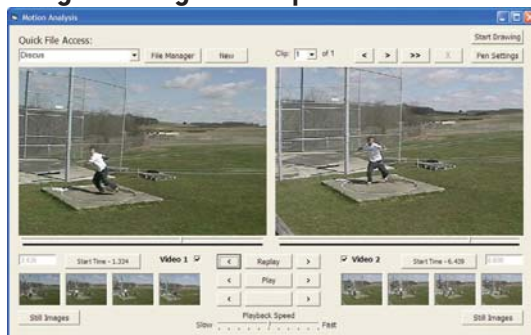 Motion Analysis
Quick File Access:
Start Drawing
Discus
File Manager
New
Clip: 1 of 1
<
>
>>
X
Pen Settings
Start Time - 1.334
Video 1
<
Replay
>
Video 2
Start Time - 6.428
<
Play
>
<
>
Still Images
Playback Speed
Slow
Fast
Still Images